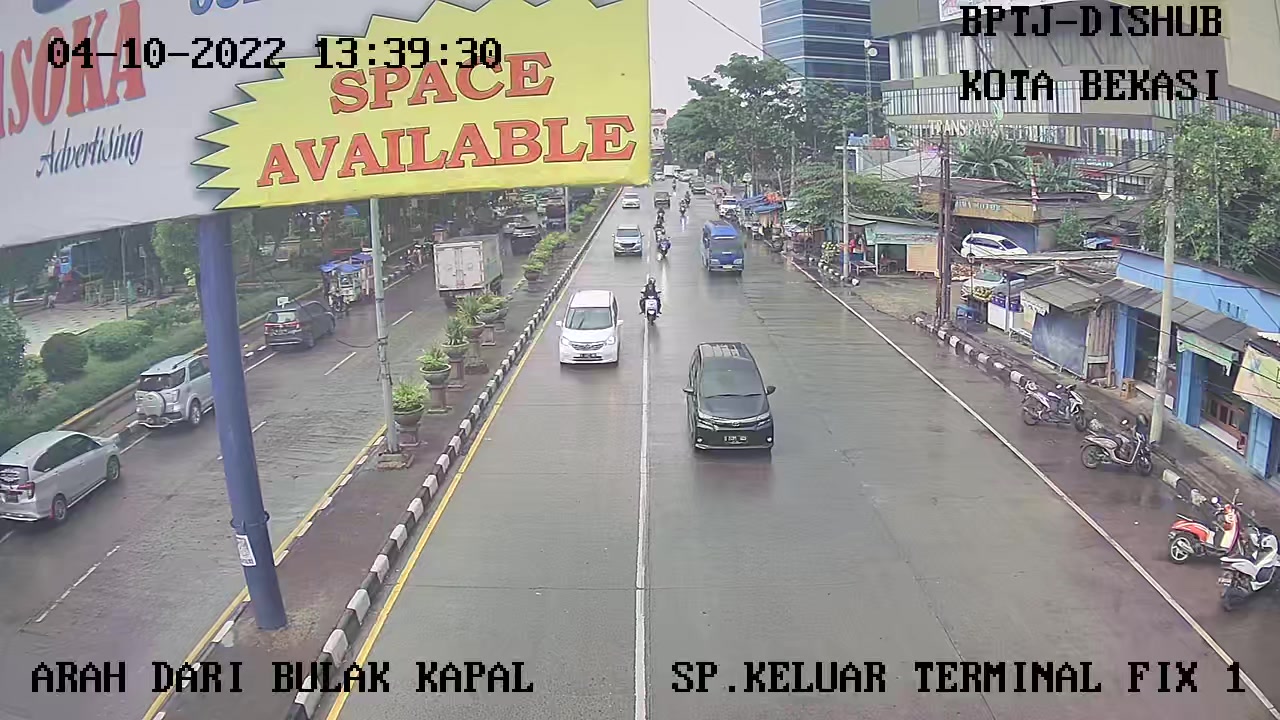 04-10-2022 13:39:30
BPTJ-DISHUB
KOTA BEKASI
SOKA
Advertising
SPACE
AVAILABLE
TRANSPARK
ARAH DARI BULAK KAPAL
SP.KELUAR TERMINAL FIX 1